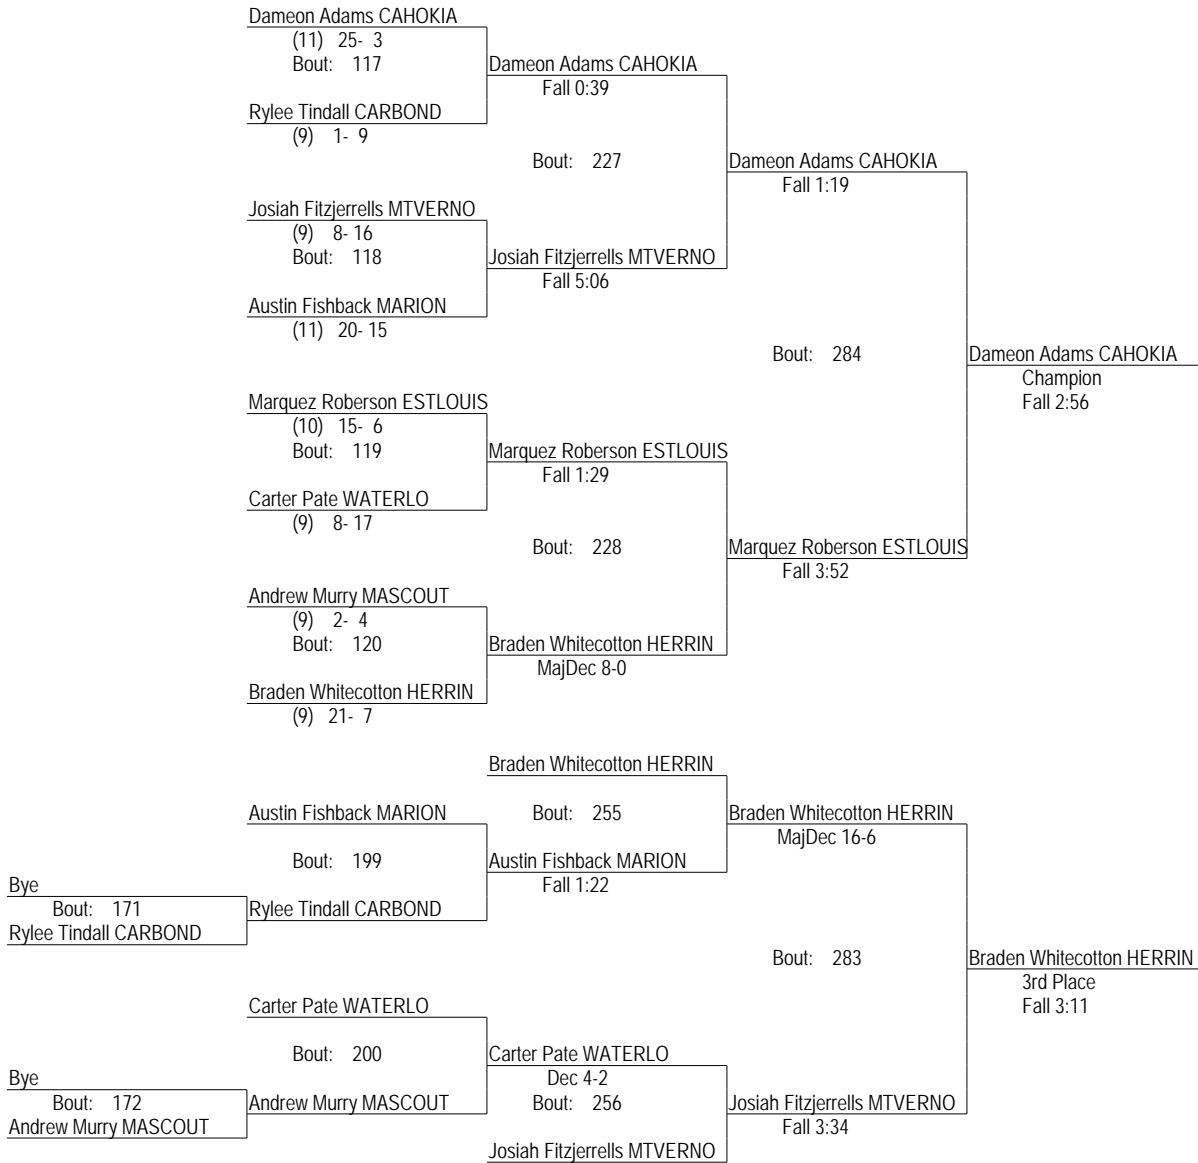 Dameon Adams CAHOKIA
(11) 25- 3
Bout: 117
Dameon Adams CAHOKIA
Fall 0:39
Rylee Tindall CARBOND
(9) 1- 9
Bout: 227
Dameon Adams CAHOKIA
Fall 1:19
Josiah Fitzjerrells MTVERNO
(9) 8- 16
Bout: 118
Josiah Fitzjerrells MTVERNO
Fall 5:06
Austin Fishback MARION
(11) 20- 15
Bout: 284
Dameon Adams CAHOKIA
Champion
Fall 2:56
Marquez Roberson ESTLOUIS
(10) 15- 6
Bout: 119
Marquez Roberson ESTLOUIS
Fall 1:29
Carter Pate WATERLO
(9) 8- 17
Bout: 228
Marquez Roberson ESTLOUIS
Fall 3:52
Andrew Murry MASCOUT
(9) 2- 4
Bout: 120
Braden Whitecotton HERRIN
MajDec 8-0
Braden Whitecotton HERRIN
(9) 21- 7
Braden Whitecotton HERRIN
Austin Fishback MARION
Bout: 255
Braden Whitecotton HERRIN
MajDec 16-6
Bout: 199
Austin Fishback MARION
Fall 1:22
Bye
Bout: 171
Rylee Tindall CARBOND
Rylee Tindall CARBOND
Bout: 283
Braden Whitecotton HERRIN
3rd Place
Fall 3:11
Carter Pate WATERLO
Bout: 200
Carter Pate WATERLO
Dec 4-2
Bye
Bout: 172
Andrew Murry MASCOUT
Andrew Murry MASCOUT
Bout: 256
Josiah Fitzjerrells MTVERNO
Fall 3:34
Josiah Fitzjerrells MTVERNO